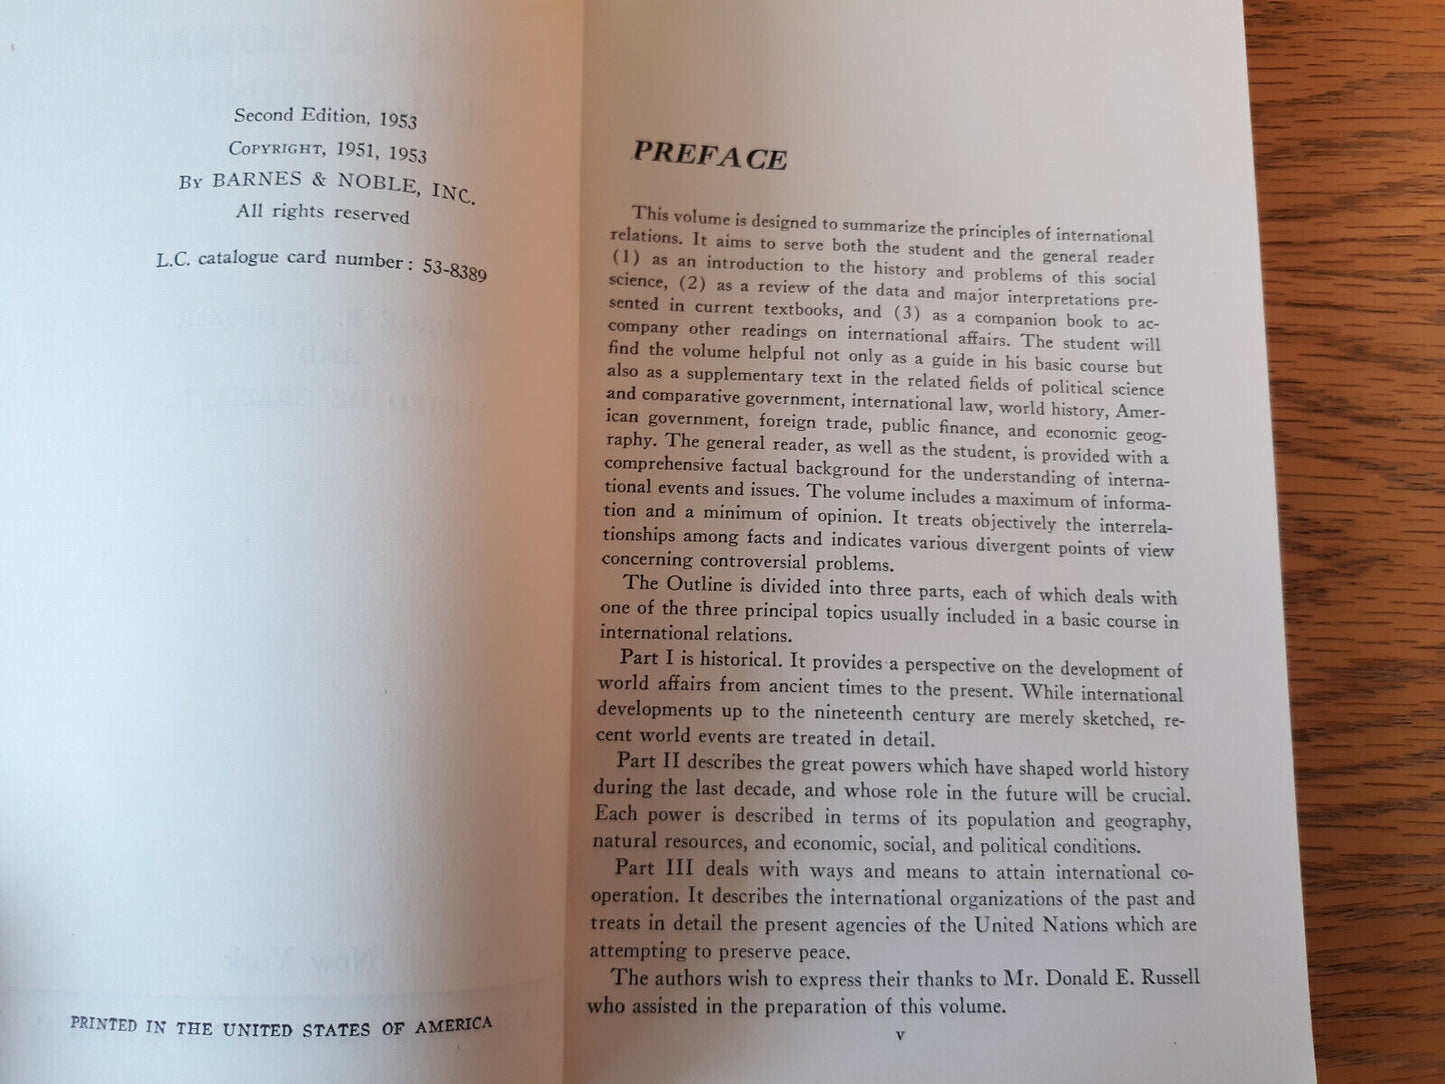 Second Edition, 1953
COPYRIGHT, 1951, 1953
BY BARNES & NOBLE, INC.
All rights reserved
L.C. catalogue card number: 53-8389
PRINTED IN THE UNITED STATES OF AMERICA
PREFACE
This volume is designed to summarize the principles of international
relations. It aims to serve both the student and the general reader
(1) as an introduction to the history and problems of this social
science, (2) as a review of the data and major interpretations pre-
sented in current textbooks, and (3) as a companion book to ac-
company other readings on international affairs. The student will
find the volume helpful not only as a guide in his basic course but
also as a supplementary text in the related fields of political science
and comparative government, international law, world history, Amer-
ican government, foreign trade, public finance, and economic geog-
raphy. The general reader, as well as the student, is provided with a
comprehensive factual background for the understanding of interna-
tional events and issues. The volume includes a maximum of informa-
tion and a minimum of opinion. It treats objectively the interrela-
tionships among facts and indicates various divergent points of view
concerning controversial problems.
The Outline is divided into three parts, each of which deals with
one of the three principal topics usually included in a basic course in
international relations.
Part I is historical. It provides a perspective on the development of
world affairs from ancient times to the present. While international
developments up to the nineteenth century are merely sketched, re-
cent world events are treated in detail.
Part II describes the great powers which have shaped world history
during the last decade, and whose role in the future will be crucial.
Each power is described in terms of its population and geography,
natural resources, and economic, social, and political conditions.
Part III deals with ways and means to attain international co-
operation. It describes the international organizations of the past and
treats in detail the present agencies of the United Nations which are
attempting to preserve peace.
The authors wish to express their thanks to Mr. Donald E. Russell
who assisted in the preparation of this volume.
v